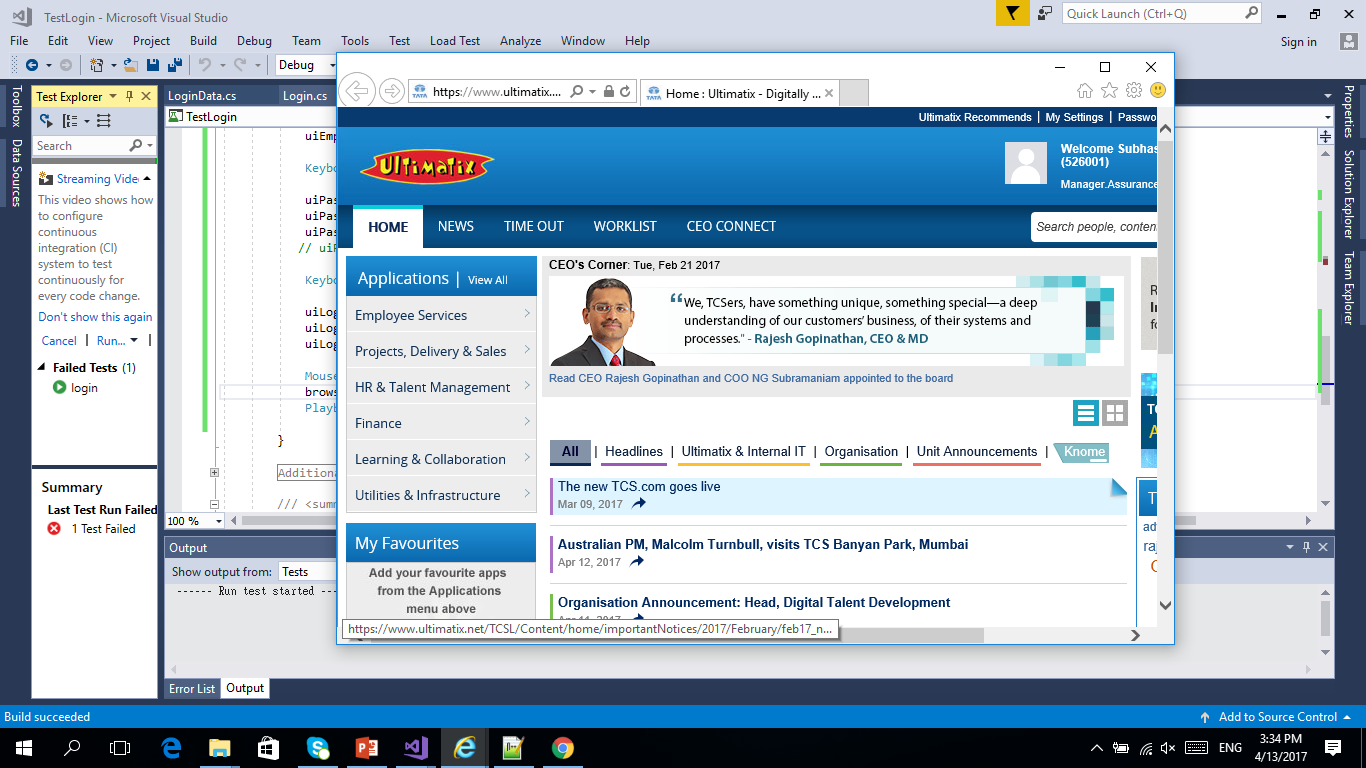 TestLogin - Microsoft Visual Studio
Quick Launch (Ctrl+Q)
File Edit View Project Build Debug Team Tools Test Load Test Analyze Window Help
Sign in
Debug
Toolbox
Data Sources
Test Explorer
Search
Streaming Vide
This video shows how
to configure
continuous
integration (CI)
system to test
continuously for
every code change.
Don't show this again
Cancel | Run... |
Failed Tests (1)
login
Summary
Last Test Run Failed
1 Test Failed
LoginData.cs Login.cs
TestLogin
uiEmp
Keybo
uiPas
uiPas
uiPas
Keybo
uiLog
uiLog
uiLog
Mouse
brows
Playb
}
Additiona
/// <summ
100 %
https://www.ultimatix....
Home : Ultimatix - Digitally ...
Ultimatix Recommends | My Settings | Passwo
TATA
Ultimatix
Welcome Subhas
(526001)
Manager.Assurance
HOME NEWS TIME OUT WORKLIST CEO CONNECT
Search people, conten
Applications | View All
Employee Services
Projects, Delivery & Sales
HR & Talent Management
Finance
Learning & Collaboration
Utilities & Infrastructure
My Favourites
Add your favourite apps
from the Applications
menu above
CEO's Corner: Tue, Feb 21 2017
“We, TCSers, have something unique, something special—a deep
understanding of our customers’ business, of their systems and
processes.” - Rajesh Gopinathan, CEO & MD
Read CEO Rajesh Gopinathan and COO NG Subramaniam appointed to the board
All | Headlines | Ultimatix & Internal IT | Organisation | Unit Announcements | Knome
The new TCS.com goes live
Mar 09, 2017
Australian PM, Malcolm Turnbull, visits TCS Banyan Park, Mumbai
Apr 12, 2017
Organisation Announcement: Head, Digital Talent Development
https://www.ultimatix.net/TCSL/Content/home/importantNotices/2017/February/feb17_n...
Properties
Solution Explorer
Team Explorer
Output
Show output from: Tests
------ Run test started ---
Error List Output
Build succeeded
Add to Source Control
ENG
3:34 PM
4/13/2017